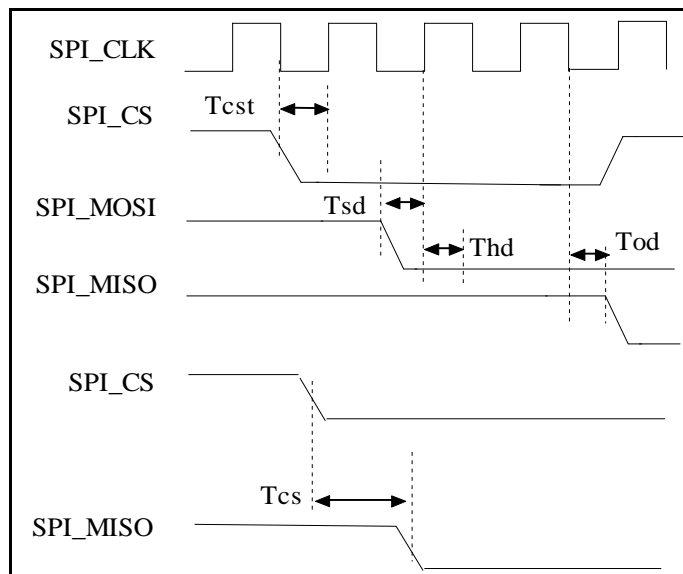 SPI_CLK
SPI_CS
Tcst
SPI_MOSI
Tsd
Thd
Tod
SPI_MISO
SPI_CS
Tcs
SPI_MISO